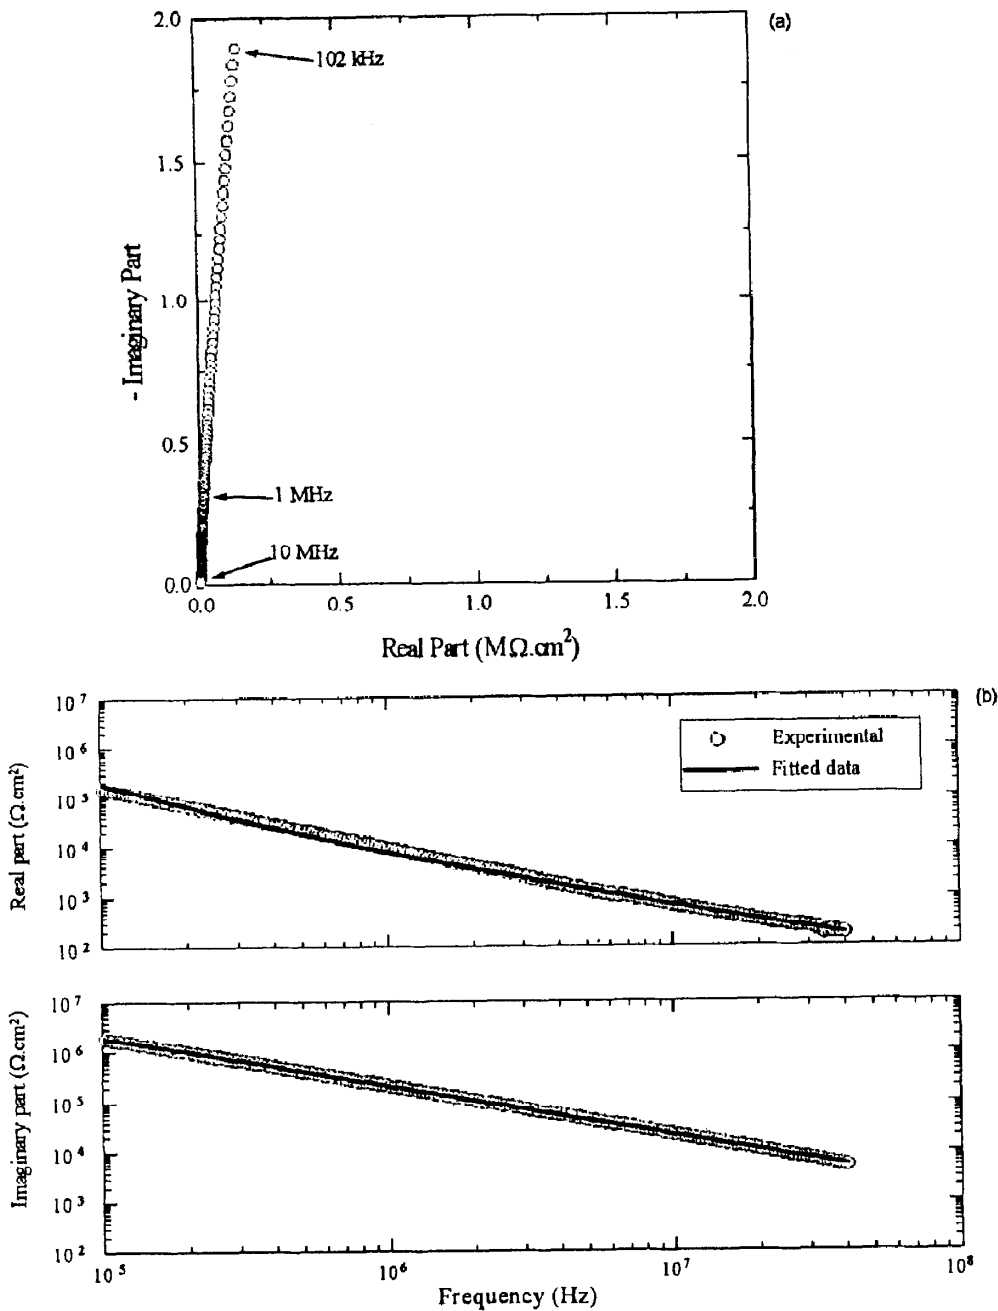 (a)
2.0
102 kHz
1.5
1.0
0.5
1 MHz
10 MHz
0.0
0.0 0.5 1.0 1.5 2.0
- Imaginary Part
Real Part (MΩ.cm²)
(b)
10⁷
10⁶
10⁵
10⁴
10³
10²
Real part (Ω.cm²)
Experimental
Fitted data
10⁷
10⁶
10⁵
10⁴
10³
10²
Imaginary part (Ω.cm²)
10⁵ 10⁶ 10⁷ 10⁸
Frequency (Hz)